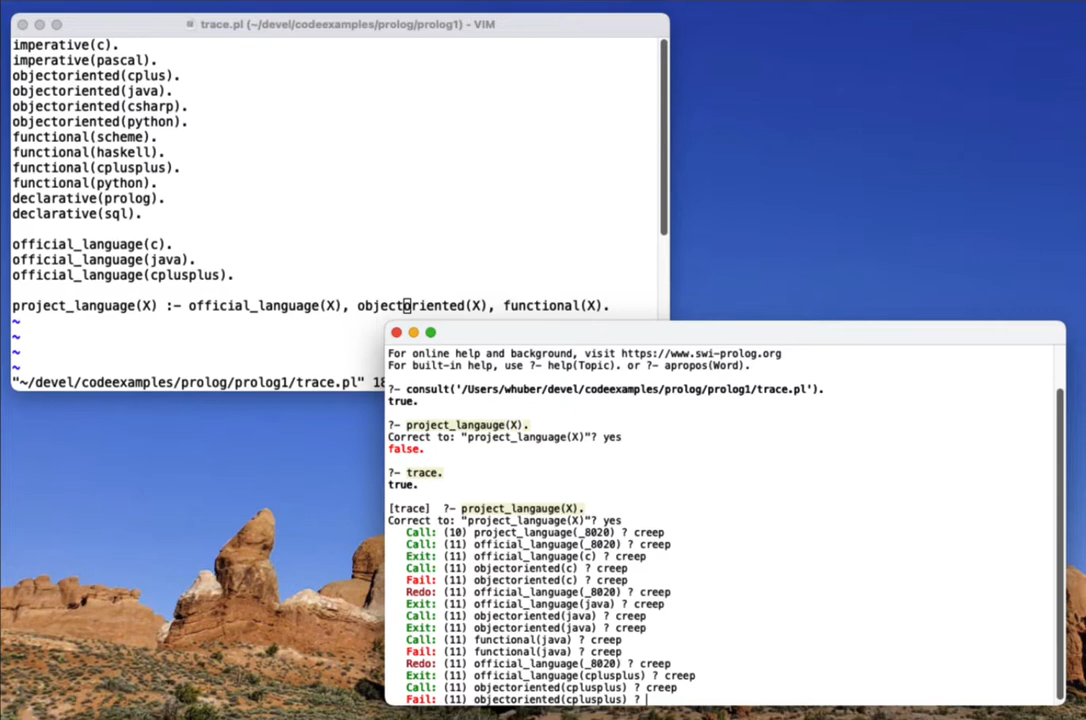 trace.pl (~/devel/codeexamples/prolog/prolog1) - VIM
imperative(c).
imperative(pascal).
objectoriented(cplus).
objectoriented(java).
objectoriented(csharp).
objectoriented(python).
functional(scheme).
functional(haskell).
functional(cplusplus).
functional(python).
declarative(prolog).
declarative(sql).
official_language(c).
official_language(java).
official_language(cplusplus).
project_language(X) :- official_language(X), objectoriented(X), functional(X).
~
~
~
~
"~/devel/codeexamples/prolog/prolog1/trace.pl" 18
For online help and background, visit https://www.swi-prolog.org
For built-in help, use ?- help(Topic). or ?- apropos(Word).
?- consult('/Users/whuber/devel/codeexamples/prolog/prolog1/trace.pl').
true.
?- project_langauge(X).
Correct to: "project_language(X)"? yes
false.
?- trace.
true.
[trace]  ?- project_langauge(X).
Correct to: "project_language(X)"? yes
Call: (10) project_language(_8020) ? creep
Call: (11) official_language(_8020) ? creep
Exit: (11) official_language(c) ? creep
Call: (11) objectoriented(c) ? creep
Fail: (11) objectoriented(c) ? creep
Redo: (11) official_language(_8020) ? creep
Exit: (11) official_language(java) ? creep
Call: (11) objectoriented(java) ? creep
Exit: (11) objectoriented(java) ? creep
Call: (11) functional(java) ? creep
Fail: (11) functional(java) ? creep
Redo: (11) official_language(_8020) ? creep
Exit: (11) official_language(cplusplus) ? creep
Call: (11) objectoriented(cplusplus) ? creep
Fail: (11) objectoriented(cplusplus) ?